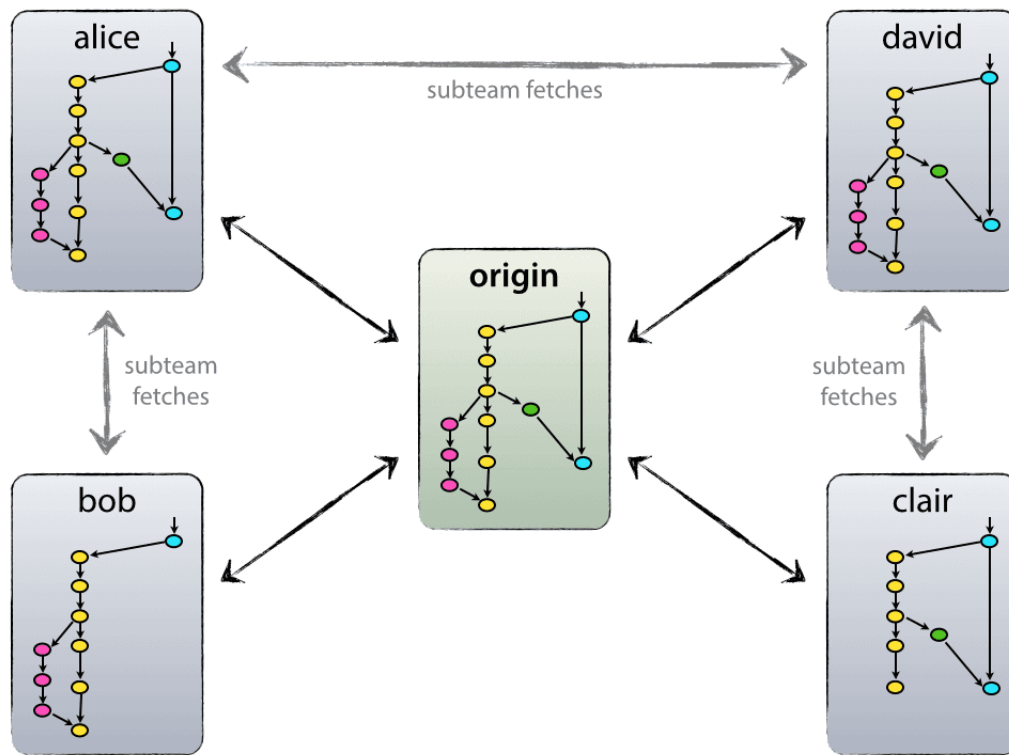 alice
david
subteam fetches
origin
subteam
fetches
subteam
fetches
bob
clair